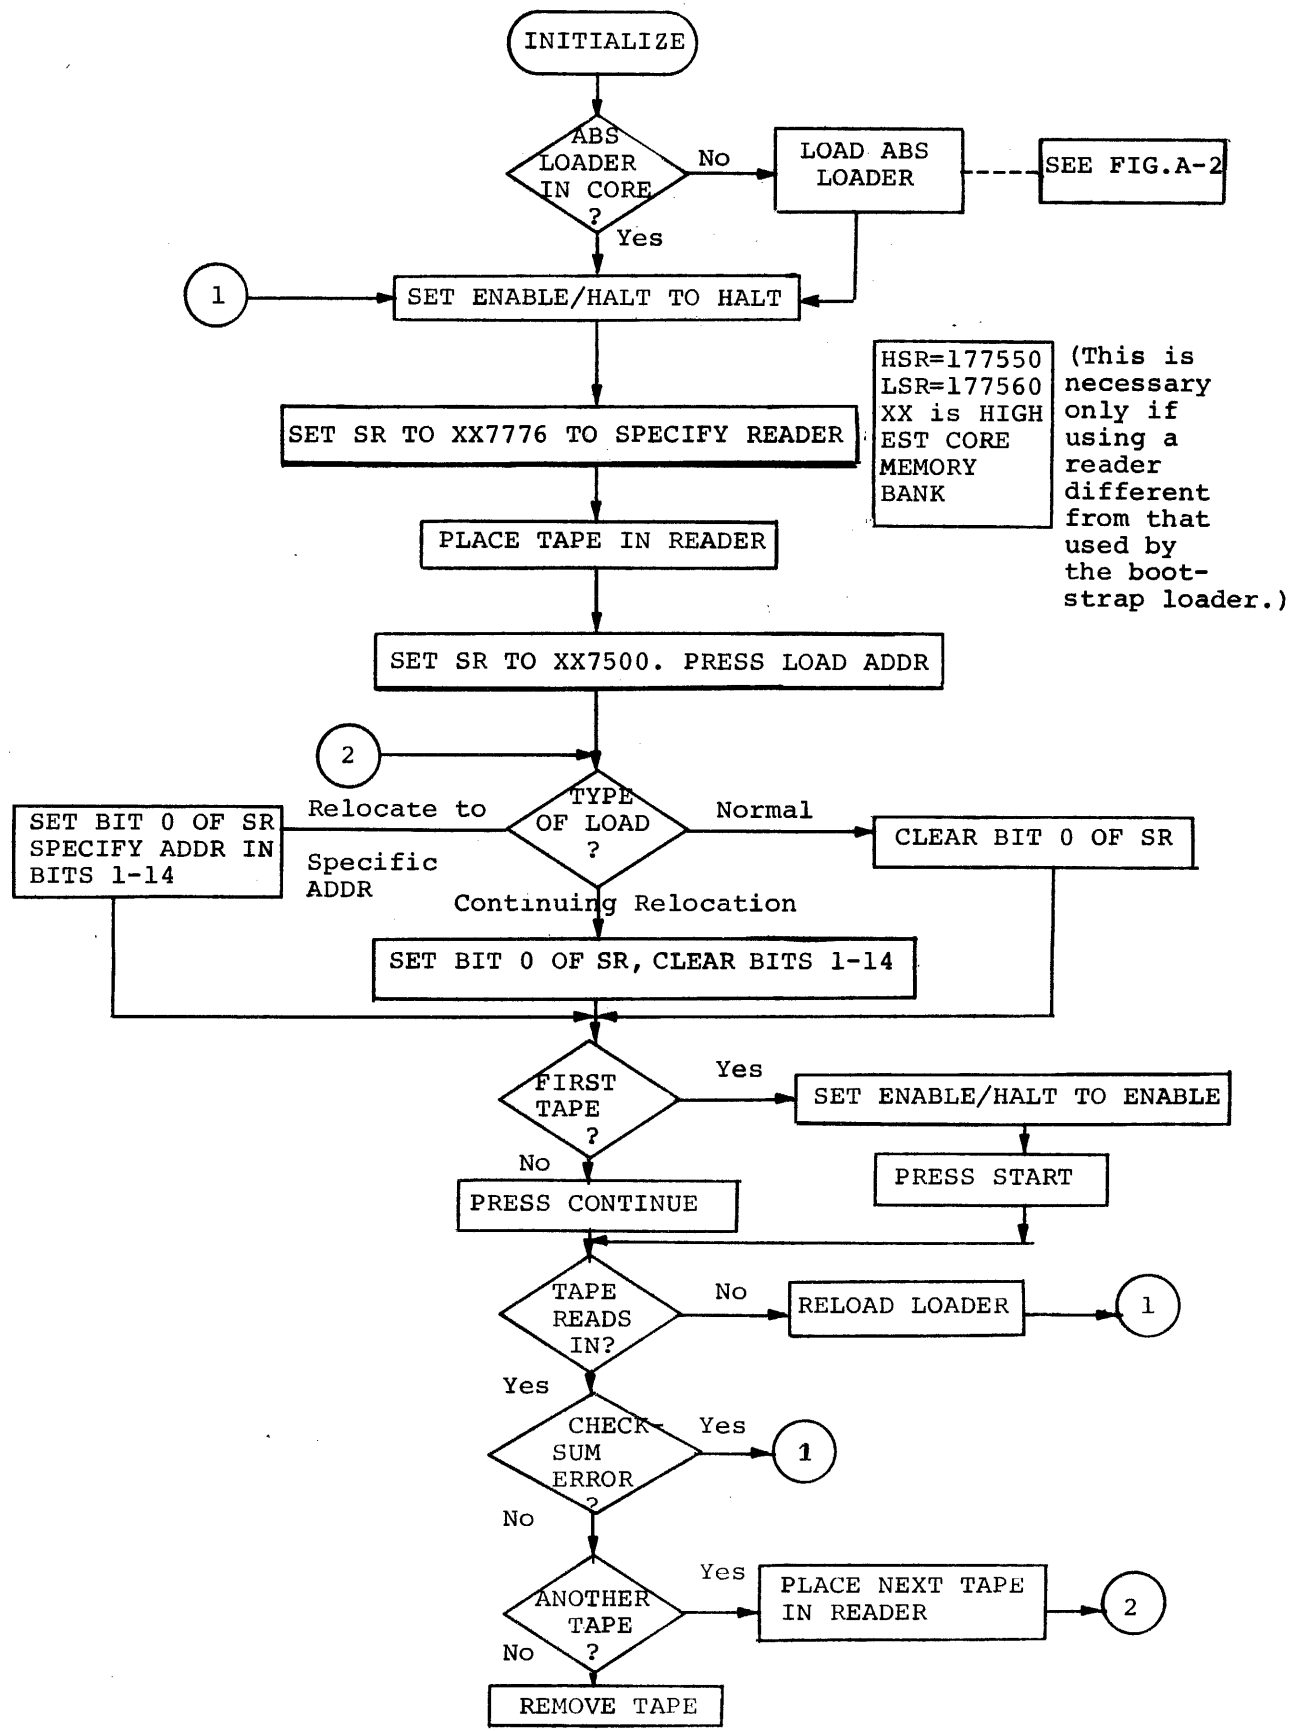 INITIALIZE
ABS
LOADER
IN CORE
?
No
LOAD ABS
LOADER
SEE FIG.A-2
Yes
1
SET ENABLE/HALT TO HALT
HSR=177550
LSR=177560
XX is HIGH
EST CORE
MEMORY
BANK
(This is
necessary
only if
using a
reader
different
from that
used by
the boot-
strap loader.)
SET SR TO XX7776 TO SPECIFY READER
PLACE TAPE IN READER
SET SR TO XX7500. PRESS LOAD ADDR
2
TYPE
OF LOAD
?
Relocate to
Specific
ADDR
SET BIT 0 OF SR
SPECIFY ADDR IN
BITS 1-14
Normal
CLEAR BIT 0 OF SR
Continuing Relocation
SET BIT 0 OF SR, CLEAR BITS 1-14
FIRST
TAPE
?
Yes
SET ENABLE/HALT TO ENABLE
PRESS START
No
PRESS CONTINUE
TAPE
READS
IN?
No
RELOAD LOADER
1
Yes
CHECK-
SUM
ERROR
?
Yes
1
No
ANOTHER
TAPE
?
Yes
PLACE NEXT TAPE
IN READER
2
No
REMOVE TAPE